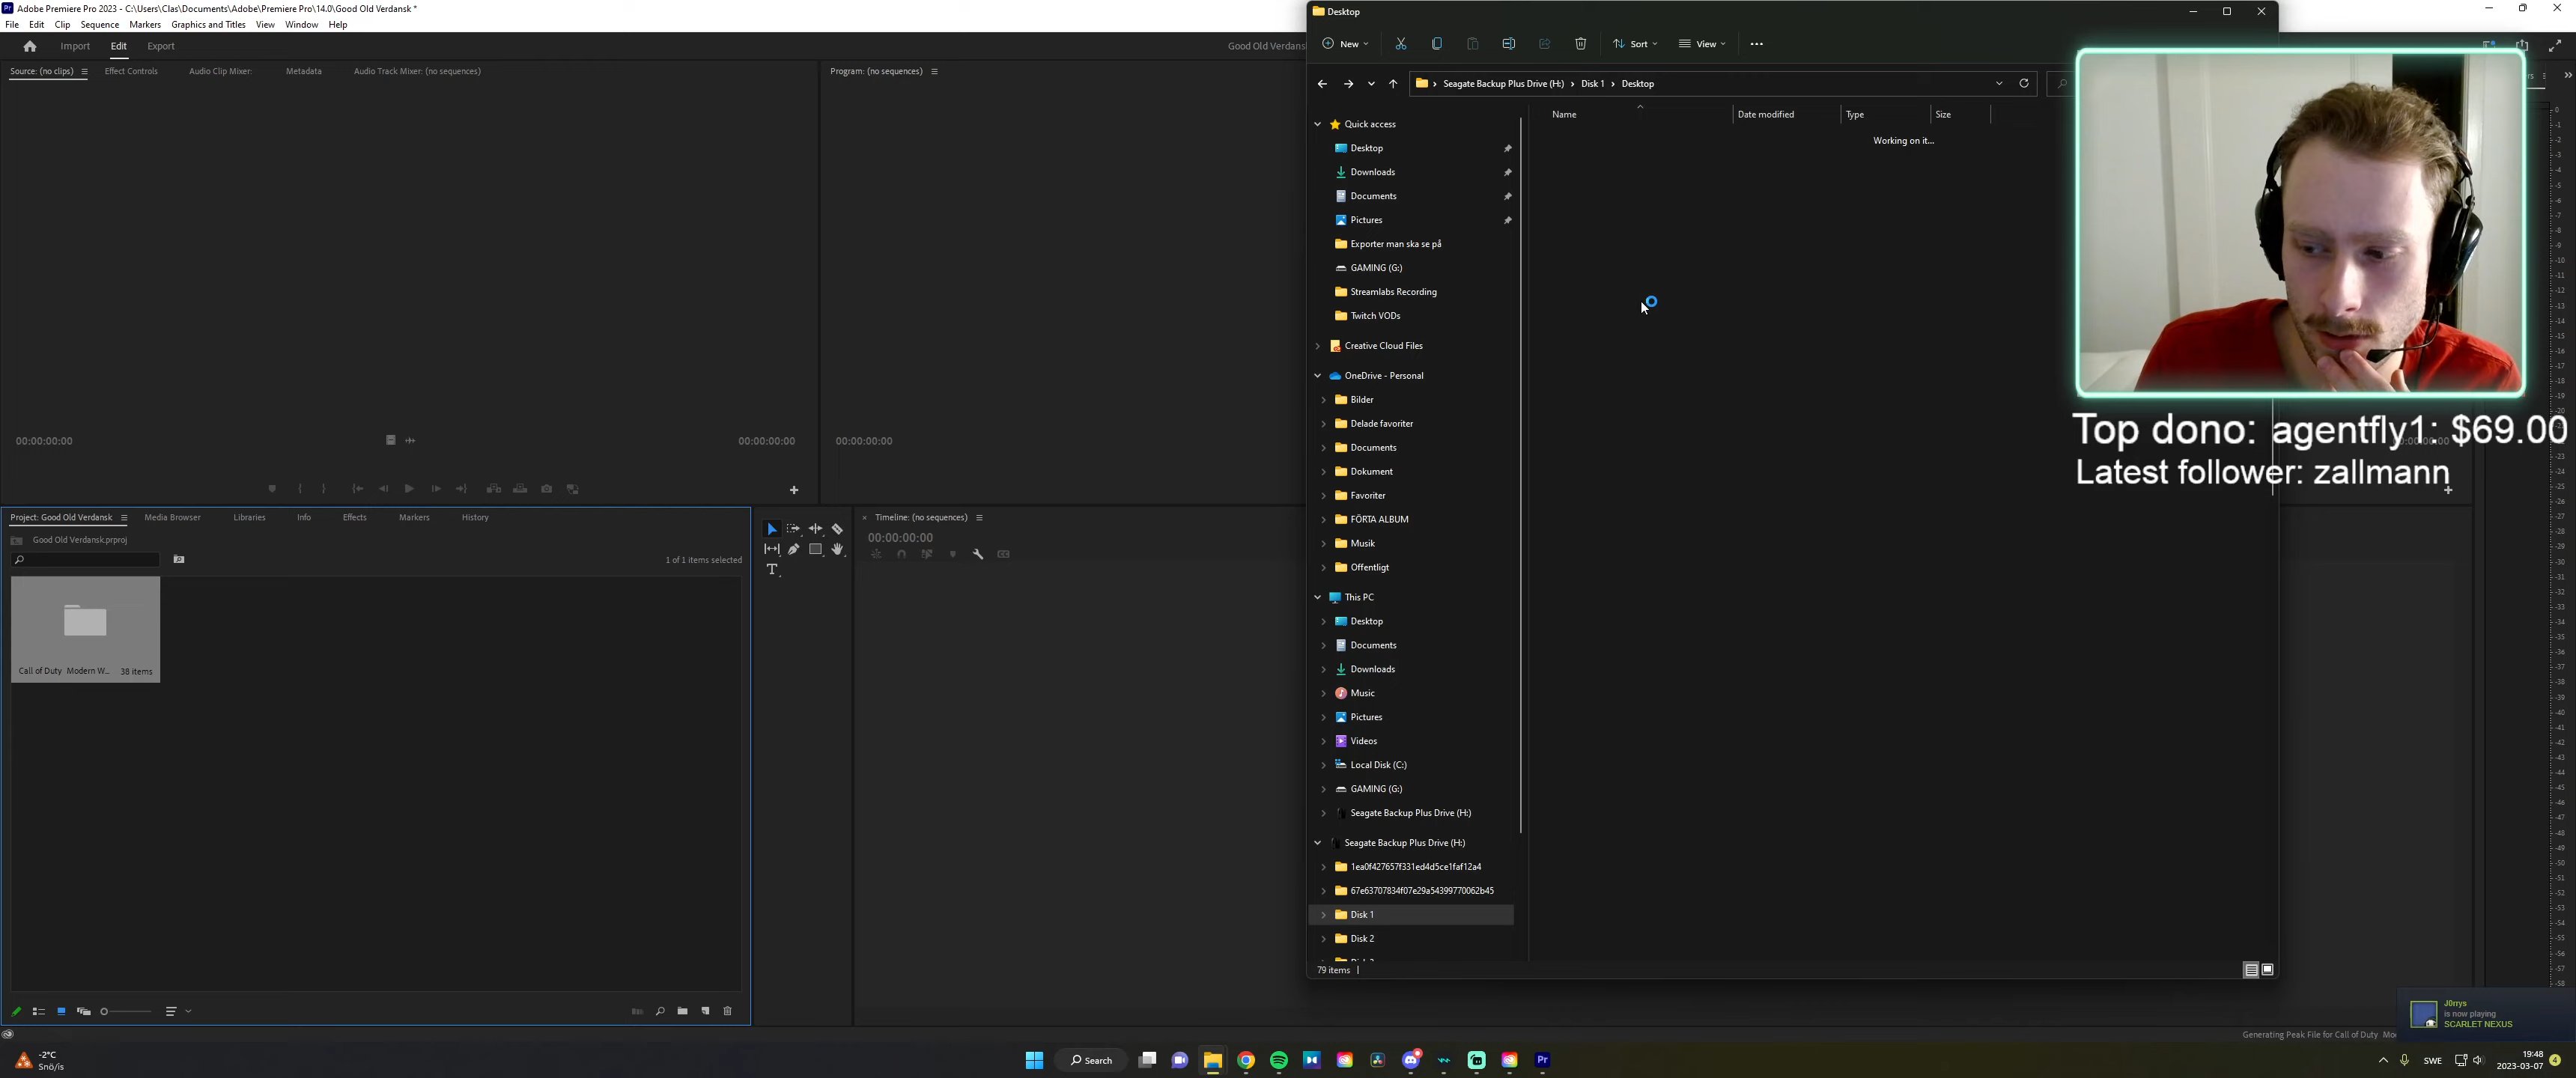 Adobe Premiere Pro 2023 - C:\Users\Clas\Documents\Adobe\Premiere Pro\14.0\Good Old Verdansk *
File Edit Clip Sequence Markers Graphics and Titles View Window Help
Import Edit Export
Good Old Verdans
Source: (no clips) Effect Controls Audio Clip Mixer: Metadata Audio Track Mixer: (no sequences)
Program: (no sequences)
00:00:00:00
00:00:00:00
00:00:00:00
Project: Good Old Verdansk Media Browser Libraries Info Effects Markers History
Good Old Verdansk.prproj
1 of 1 items selected
Call of Duty Modern W... 38 items
Timeline: (no sequences)
00:00:00:00
Desktop
New Sort View
Seagate Backup Plus Drive (H:) > Disk 1 > Desktop
Name Date modified Type Size
Working on it...
Quick access
Desktop
Downloads
Documents
Pictures
Exporter man ska se på
GAMING (G:)
Streamlabs Recording
Twitch VODs
Creative Cloud Files
OneDrive - Personal
Bilder
Delade favoriter
Documents
Dokument
Favoriter
FÖRTA ALBUM
Musik
Offentligt
This PC
Desktop
Documents
Downloads
Music
Pictures
Videos
Local Disk (C:)
GAMING (G:)
Seagate Backup Plus Drive (H:)
Seagate Backup Plus Drive (H:)
1ea0f427657f331ed4d5ce1faf12a4
67e63707834f07e29a54399770062b45
Disk 1
Disk 2
79 items
Top dono: agentfly1: $69.00
Latest follower: zallmann
J0rrys
is now playing
SCARLET NEXUS
Generating Peak File for Call of Duty Mo
-2°C
Snö/is
Search
SWE
19:48
2023-03-07
4